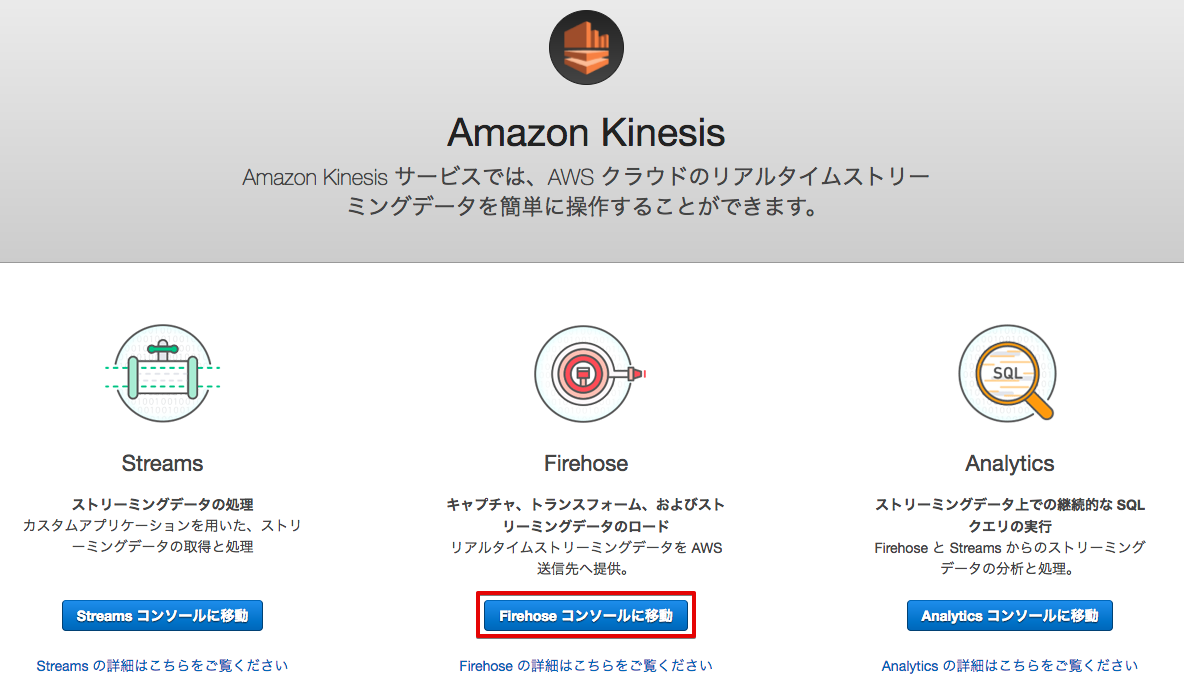 Amazon Kinesis
Amazon Kinesis サービスでは、AWS クラウドのリアルタイムストリー
ミングデータを簡単に操作することができます。
SQL
Streams
ストリーミングデータの処理
カスタムアプリケーションを用いた、ストリ
ーミングデータの取得と処理
Streams コンソールに移動
Streams の詳細はこちらをご覧ください
Firehose
キャプチャ、トランスフォーム、およびスト
リーミングデータのロード
リアルタイムストリーミングデータを AWS
送信先へ提供。
Firehose コンソールに移動
Firehose の詳細はこちらをご覧ください
Analytics
ストリーミングデータ上での継続的な SQL
クエリの実行
Firehose と Streams からのストリーミング
データの分析と処理。
Analytics コンソールに移動
Analytics の詳細はこちらをご覧ください